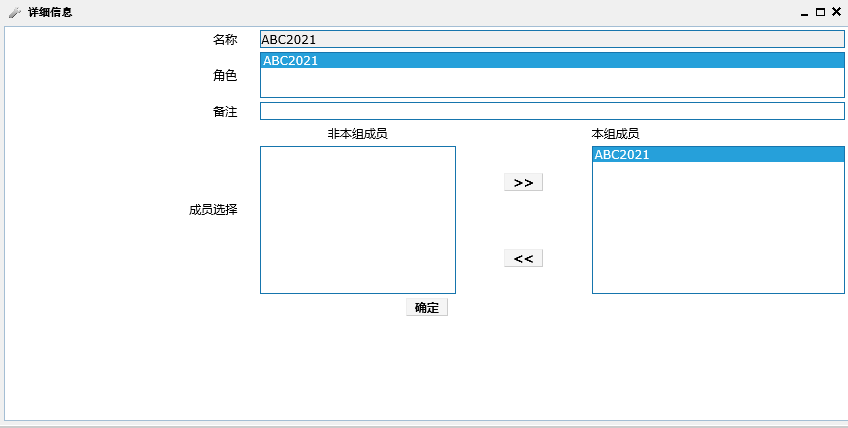 详细信息
名称 ABC2021
角色 ABC2021
备注
非本组成员 本组成员
ABC2021
>>
成员选择
<<
确定